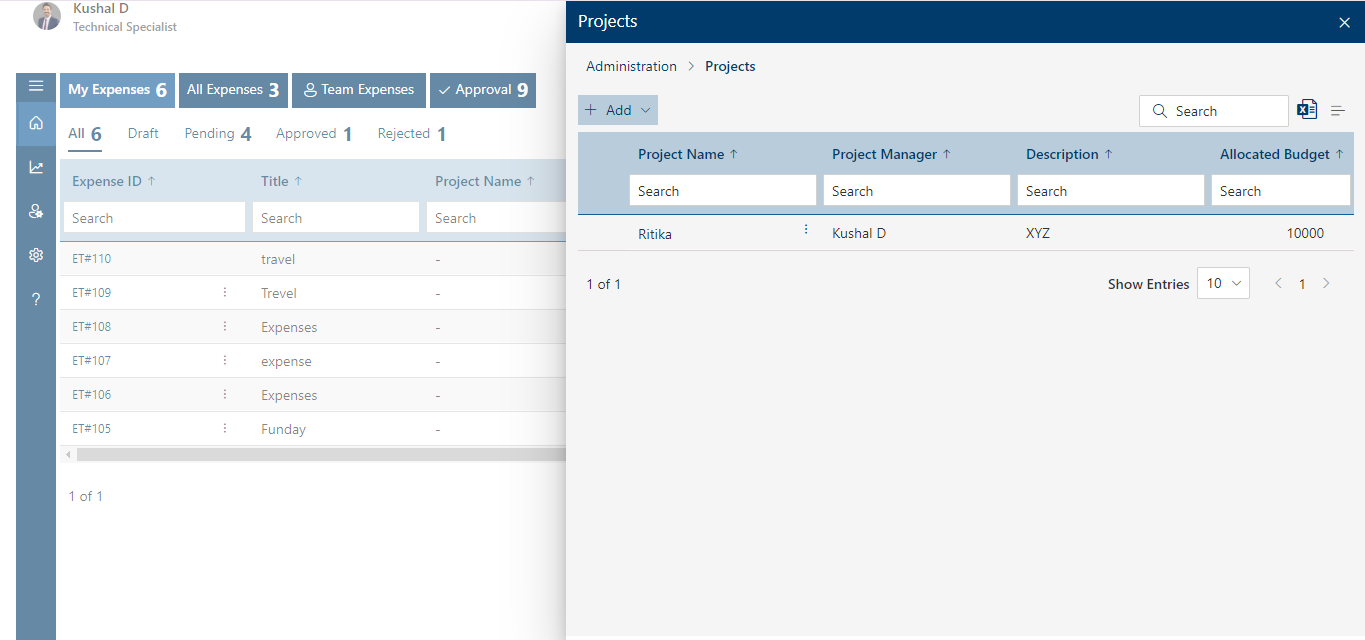 Kushal D
Technical Specialist
My Expenses 6
All Expenses 3
Team Expenses
Approval 9
All 6
Draft
Pending 4
Approved 1
Rejected 1
Expense ID ↑ Title ↑ Project Name ↑
Search Search Search
ET#110 travel -
ET#109 Trevel -
ET#108 Expenses -
ET#107 expense -
ET#106 Expenses -
ET#105 Funday -
1 of 1
Projects
Administration > Projects
+ Add
Search
Project Name ↑ Project Manager ↑ Description ↑ Allocated Budget ↑
Search Search Search Search
Ritika Kushal D XYZ 10000
1 of 1
Show Entries 10 < 1 >